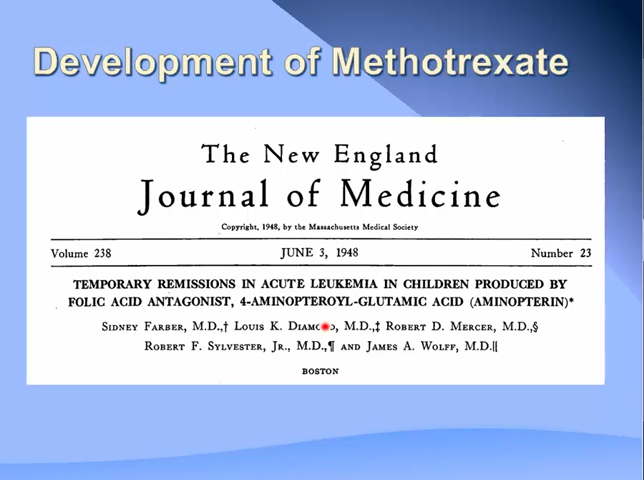 Development of Methotrexate
The New England
Journal of Medicine
Copyright, 1948, by the Massachusetts Medical Society
Volume 238 JUNE 3, 1948 Number 23
TEMPORARY REMISSIONS IN ACUTE LEUKEMIA IN CHILDREN PRODUCED BY
FOLIC ACID ANTAGONIST, 4-AMINOPTEROYL-GLUTAMIC ACID (AMINOPTERIN)*
SIDNEY FARBER, M.D.,† LOUIS K. DIAMOND, M.D.,‡ ROBERT D. MERCER, M.D.,§
ROBERT F. SYLVESTER, JR., M.D.,¶ AND JAMES A. WOLFF, M.D.‖
BOSTON